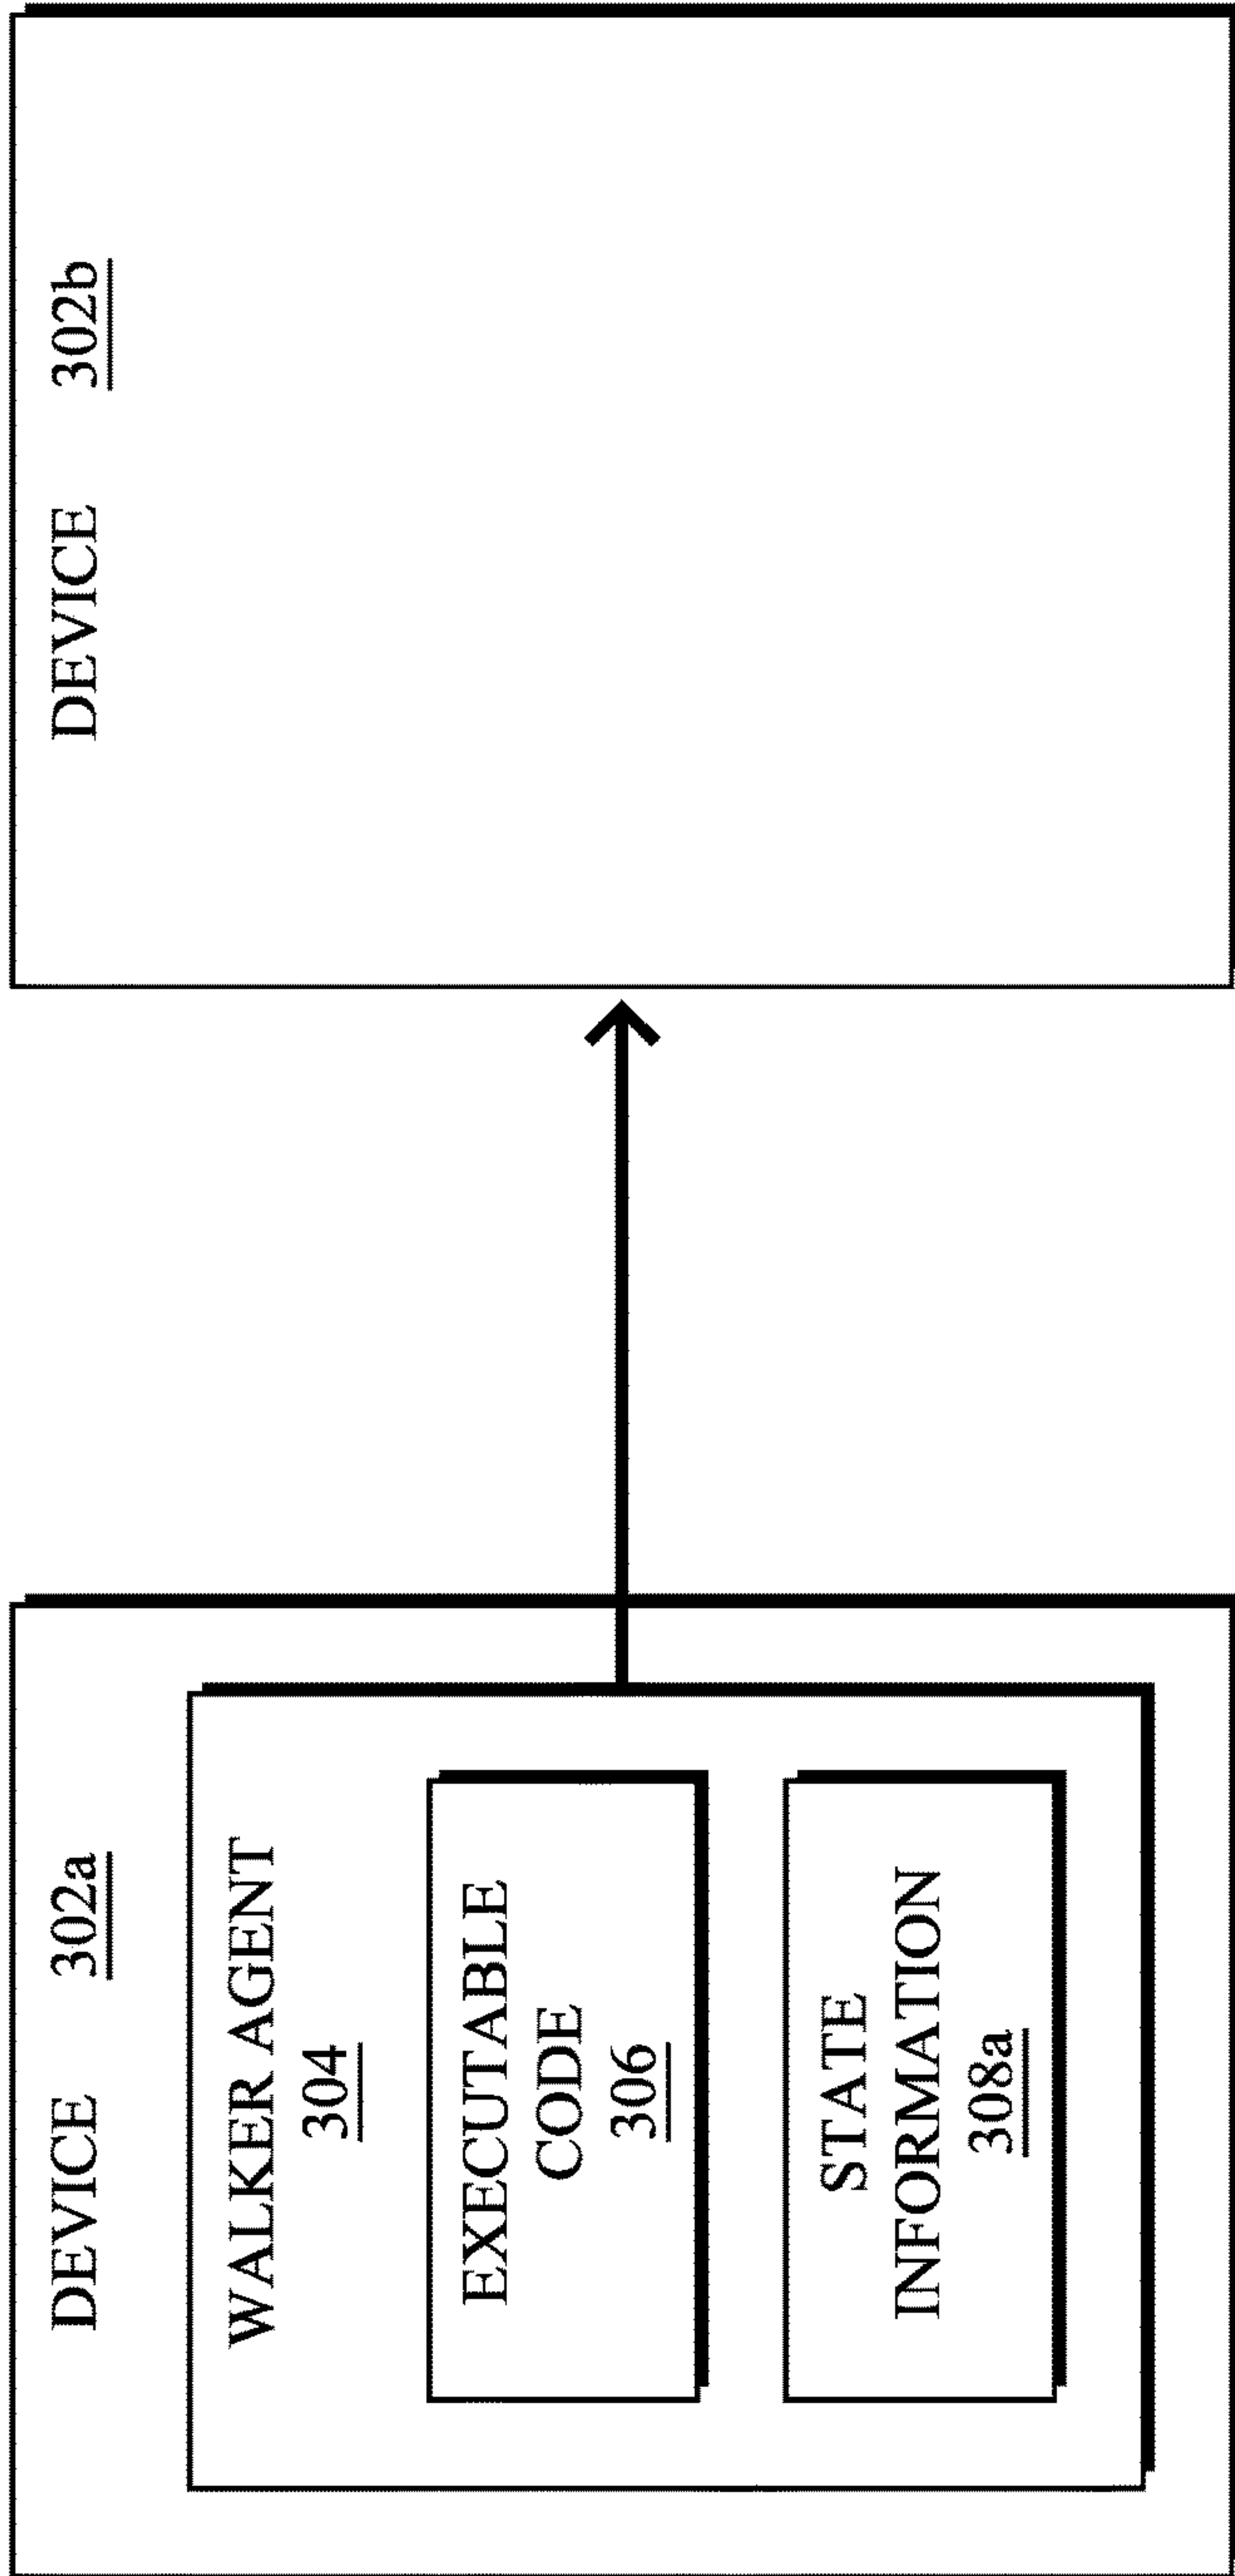 DEVICE 302a
WALKER AGENT
304
EXECUTABLE
CODE
306
STATE
INFORMATION
308a
DEVICE 302b